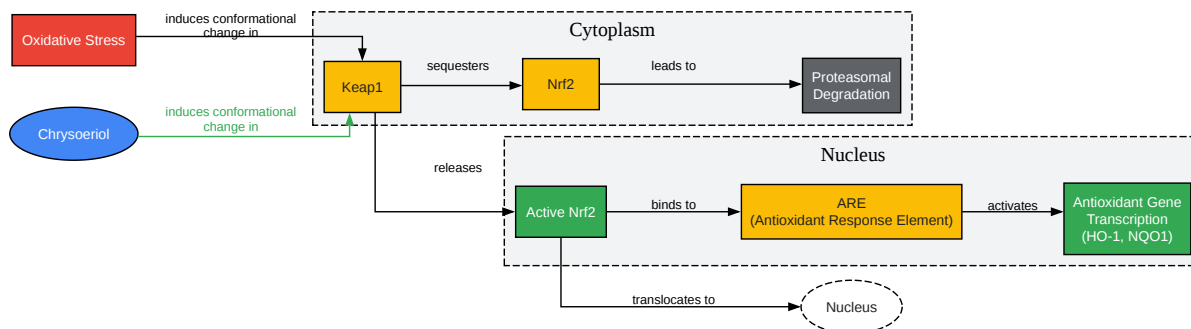 induces conformational
change in
Oxidative Stress
Cytoplasm
Keap1
sequesters
Nrf2
leads to
Proteasomal
Degradation
induces conformational
change in
Chrysoeriol
Nucleus
releases
Active Nrf2
binds to
ARE
(Antioxidant Response Element)
activates
Antioxidant Gene
Transcription
(HO-1, NQO1)
translocates to
Nucleus